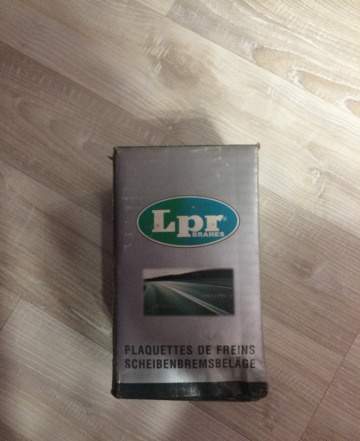 Lpr
BRAKES
PLAQUETTES DE FREINS
SCHEIBENBREMSBELÄGE